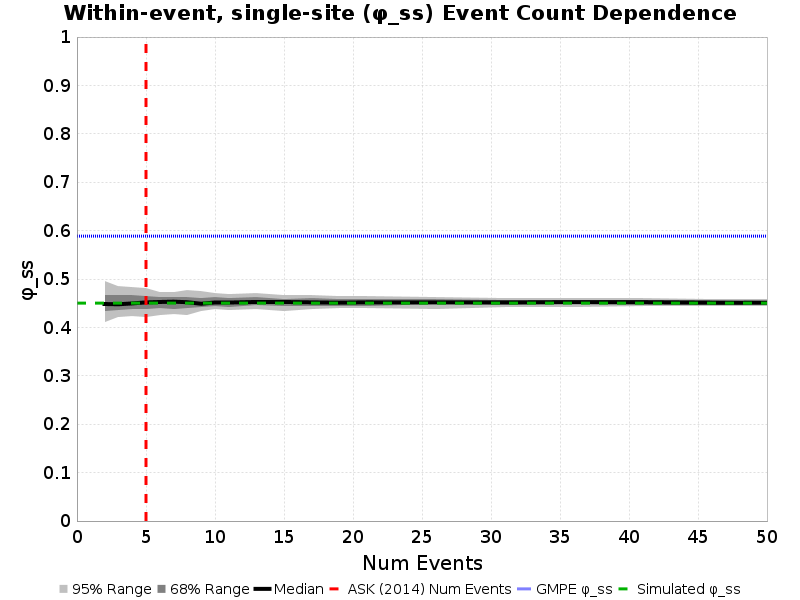 Within-event, single-site (φ_ss) Event Count Dependence
1
0.9
0.8
0.7
0.6
0.5
0.4
0.3
0.2
0.1
0
φ_ss
0 5 10 15 20 25 30 35 40 45 50
Num Events
95% Range 68% Range Median ASK (2014) Num Events GMPE φ_ss Simulated φ_ss